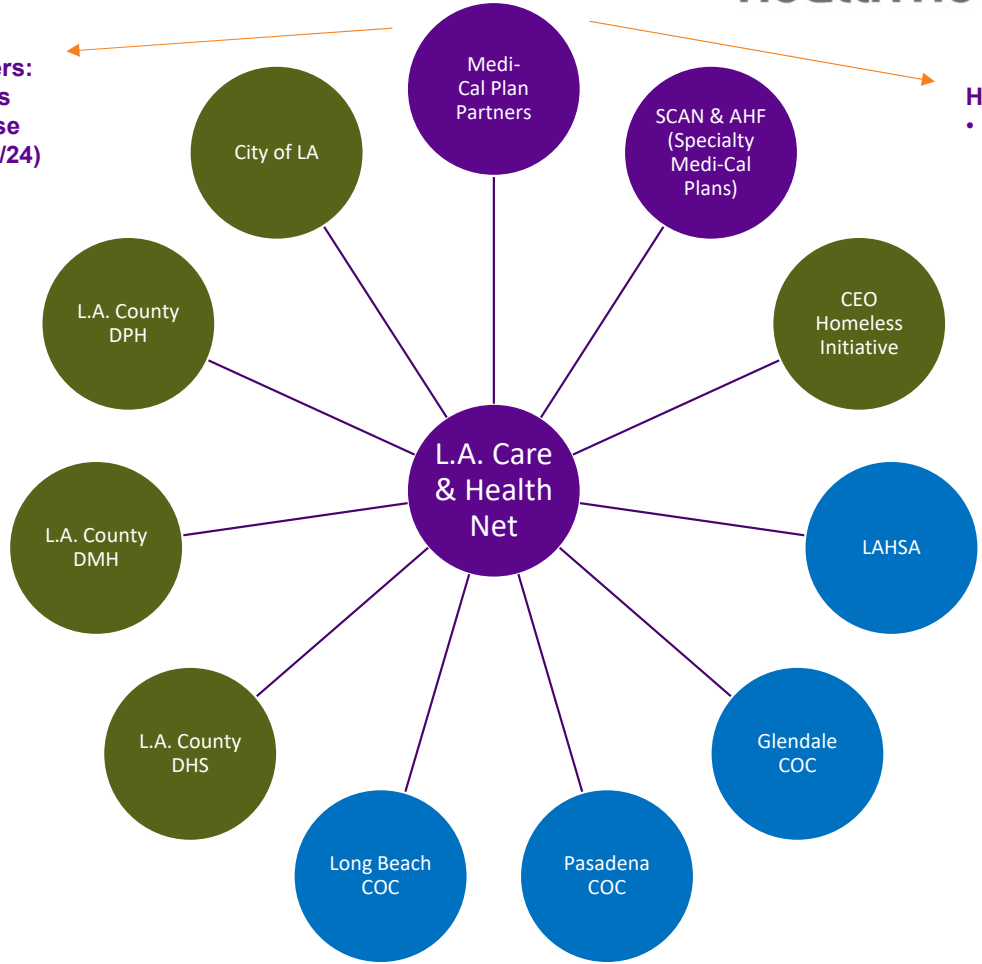 ers:
s
se
/24)
H
•
Medi-
Cal Plan
Partners
SCAN & AHF
(Specialty
Medi-Cal
Plans)
CEO
Homeless
Initiative
LAHSA
Glendale
COC
Pasadena
COC
Long Beach
COC
L.A. County
DHS
L.A. County
DMH
L.A. County
DPH
City of LA
L.A. Care
& Health
Net